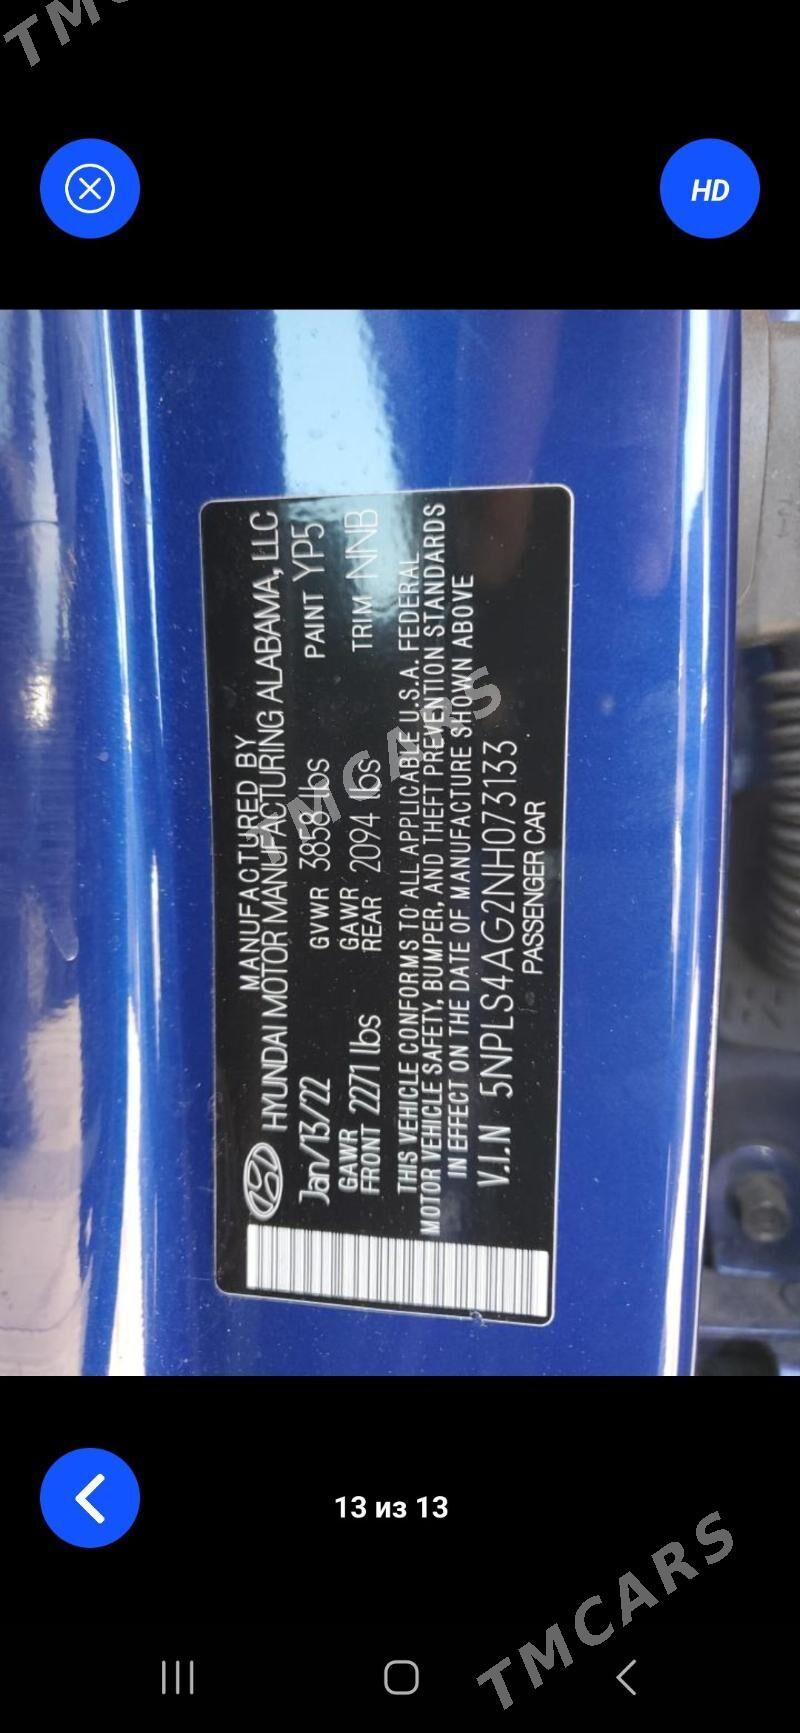 TMC
HD
MANUFACTURED BY
HYUNDAI MOTOR MANUFACTURING ALABAMA, LLC
Jan/13/22 GVWR 3858 lbs PAINT YP5
GAWR FRONT 2271 lbs GAWR REAR 2094 lbs TRIM NNB
THIS VEHICLE CONFORMS TO ALL APPLICABLE U.S.A. FEDERAL
MOTOR VEHICLE SAFETY, BUMPER, AND THEFT PREVENTION STANDARDS
IN EFFECT ON THE DATE OF MANUFACTURE SHOWN ABOVE
V.I.N 5NPLS4AG2NH073133
PASSENGER CAR
TMCARS
13 из 13
TMCARS